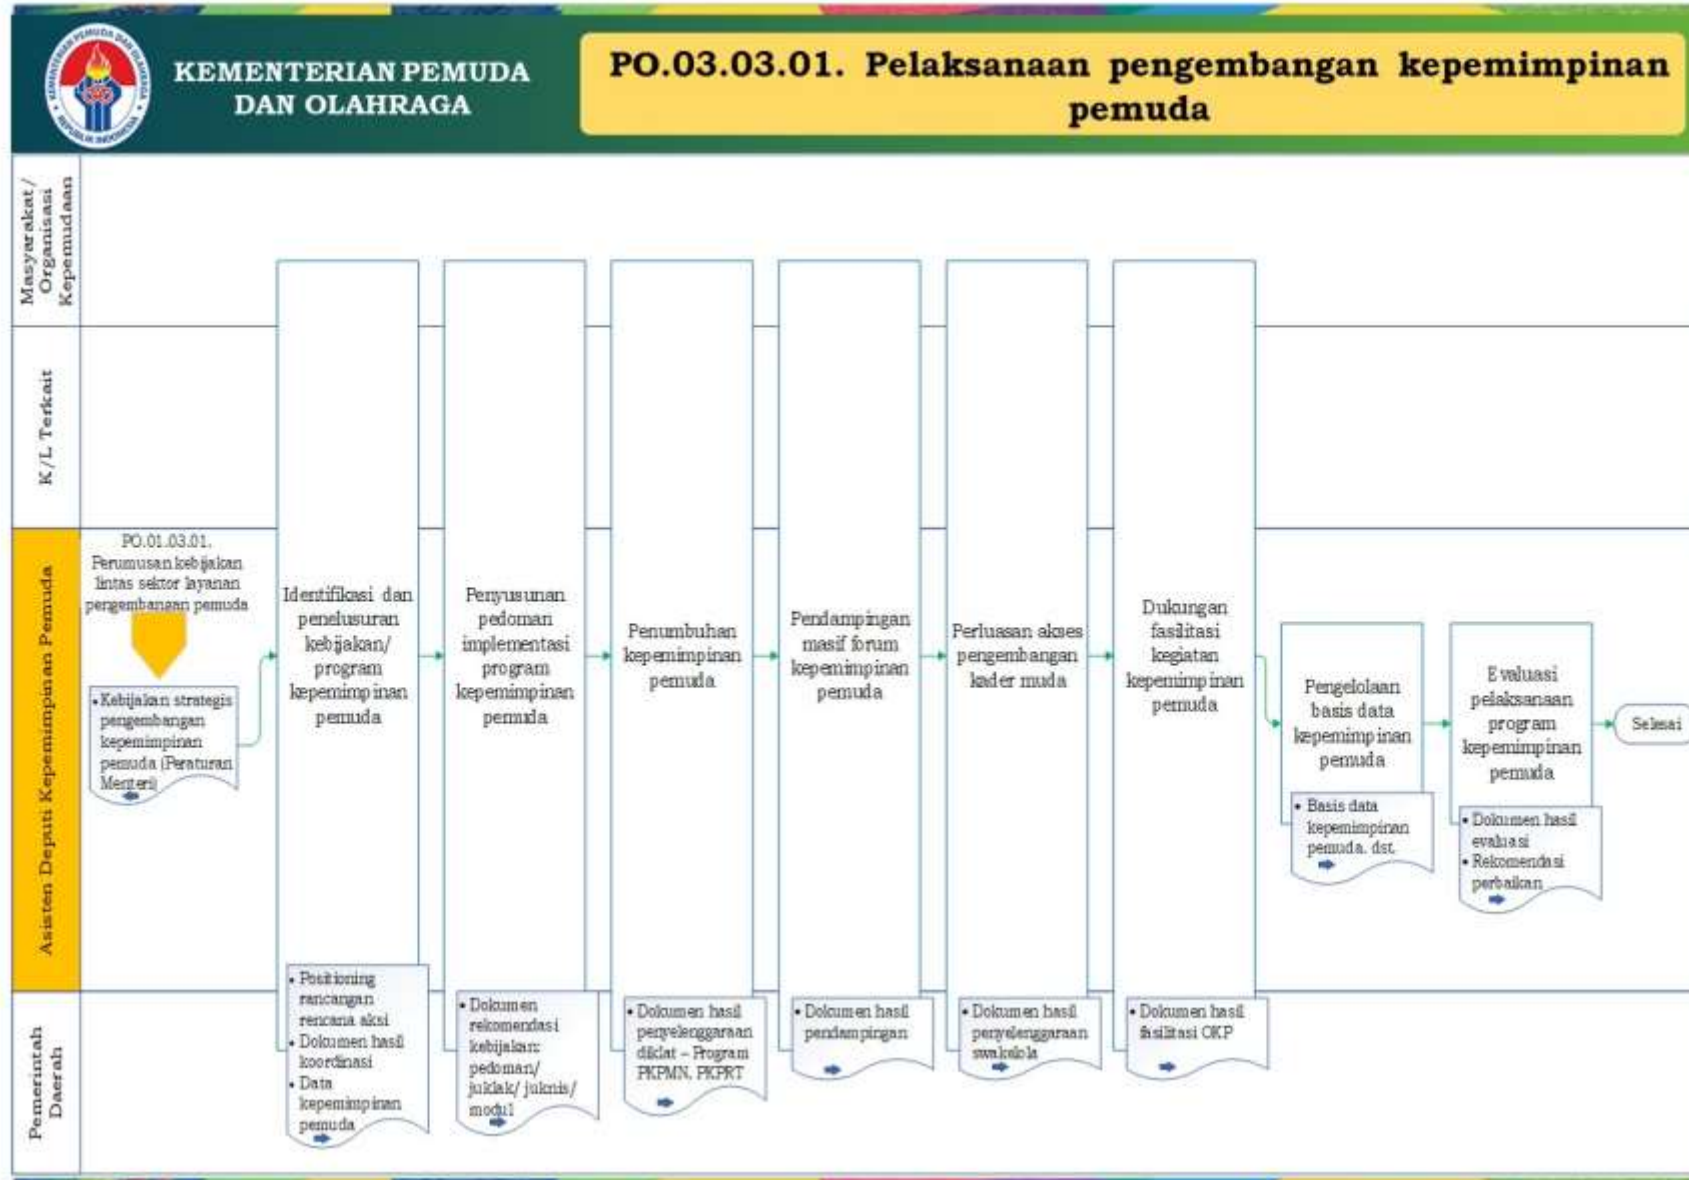 KEMENTERIAN PEMUDA DAN OLAHRAGA
REPUBLIK INDONESIA
KEMENTERIAN PEMUDA
DAN OLAHRAGA
PO.03.03.01. Pelaksanaan pengembangan kepemimpinan
pemuda
Masyarakat/
Organisasi
Kepemudaan
K/L Terkait
Asisten Deputi Kepemimpinan Pemuda
Pemerintah
Daerah
PO.01.03.01.
Perumusan kebijakan
lintas sektor layanan
pengembangan pemuda
• Kebijakan strategis
pengembangan
kepemimpinan
pemuda (Peraturan
Menteri)
Identifikasi dan
penelusuran
kebijakan/
program
kepemimpinan
pemuda
• Positioning
rancangan
rencana aksi
• Dokumen hasil
koordinasi
• Data
kepemimpinan
pemuda
Penyusunan
pedoman
implementasi
program
kepemimpinan
pemuda
• Dokumen
rekomendasi
kebijakan:
pedoman/
juklak/ juknis/
modul
Penumbuhan
kepemimpinan
pemuda
• Dokumen hasil
penyelenggaraan
diklat – Program
PKPMN, PKPRT
Pendampingan
masif forum
kepemimpinan
pemuda
• Dokumen hasil
pendampingan
Perluasan akses
pengembangan
kader muda
• Dokumen hasil
penyelenggaraan
swakelola
Dukungan
fasilitasi
kegiatan
kepemimpinan
pemuda
• Dokumen hasil
fasilitasi OKP
Pengelolaan
basis data
kepemimpinan
pemuda
• Basis data
kepemimpinan
pemuda. dst.
Evaluasi
pelaksanaan
program
kepemimpinan
pemuda
• Dokumen hasil
evaluasi
• Rekomendasi
perbaikan
Selesai